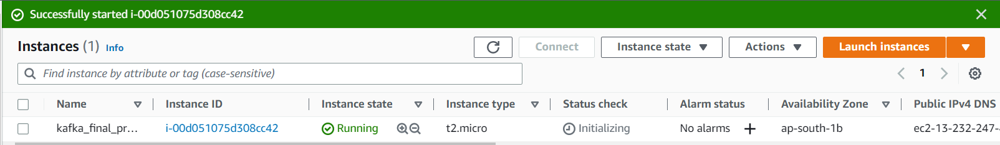 Successfully started i-00d051075d308cc42
Instances (1) Info Connect Instance state Actions Launch instances
Find instance by attribute or tag (case-sensitive) 1
Name Instance ID Instance state Instance type Status check Alarm status Availability Zone Public IPv4 DNS
kafka_final_pr... i-00d051075d308cc42 Running t2.micro Initializing No alarms ap-south-1b ec2-13-232-247-